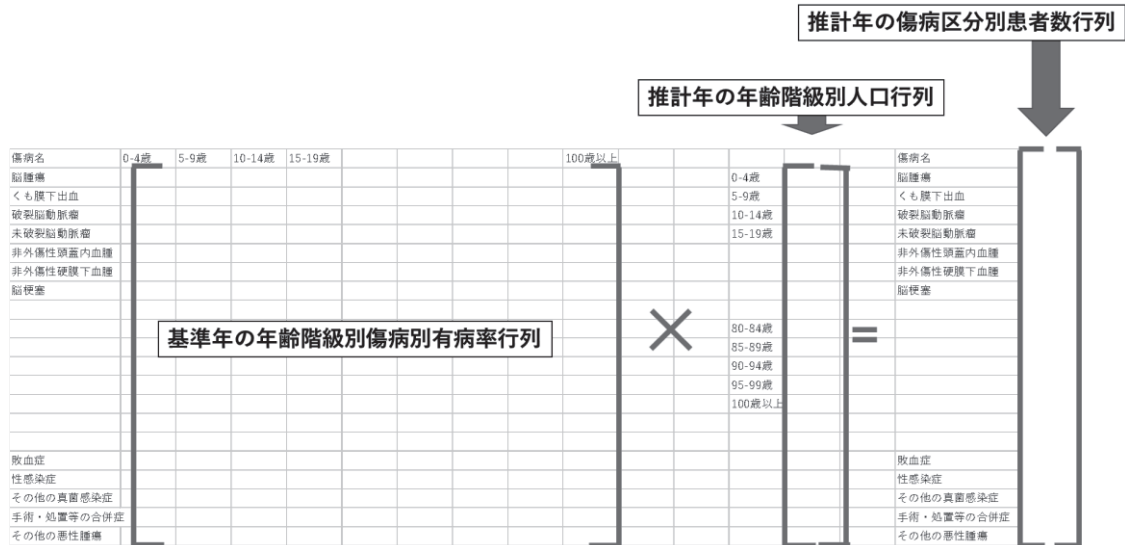 推計年の傷病区分別患者数行列
推計年の年齢階級別人口行列
傷病名 0-4歳 5-9歳 10-14歳 15-19歳 100歳以上 傷病名
脳腫瘍 0-4歳 脳腫瘍
くも膜下出血 5-9歳 くも膜下出血
破裂脳動脈瘤 10-14歳 破裂脳動脈瘤
未破裂脳動脈瘤 15-19歳 未破裂脳動脈瘤
非外傷性頭蓋内血腫 非外傷性頭蓋内血腫
非外傷性硬膜下血腫 非外傷性硬膜下血腫
脳梗塞 脳梗塞
基準年の年齢階級別傷病別有病率行列 × 80-84歳 =
85-89歳
90-94歳
95-99歳
100歳以上
敗血症 敗血症
性感染症 性感染症
その他の真菌感染症 その他の真菌感染症
手術・処置等の合併症 手術・処置等の合併症
その他の悪性腫瘍 その他の悪性腫瘍